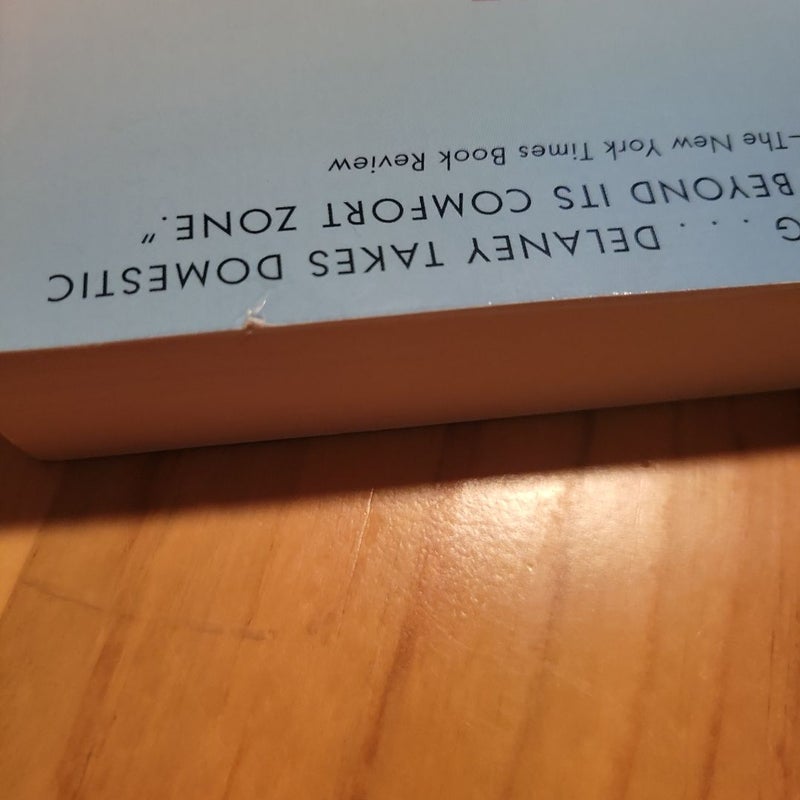 G . . . DELANEY TAKES DOMESTIC
BEYOND ITS COMFORT ZONE."
—The New York Times Book Review